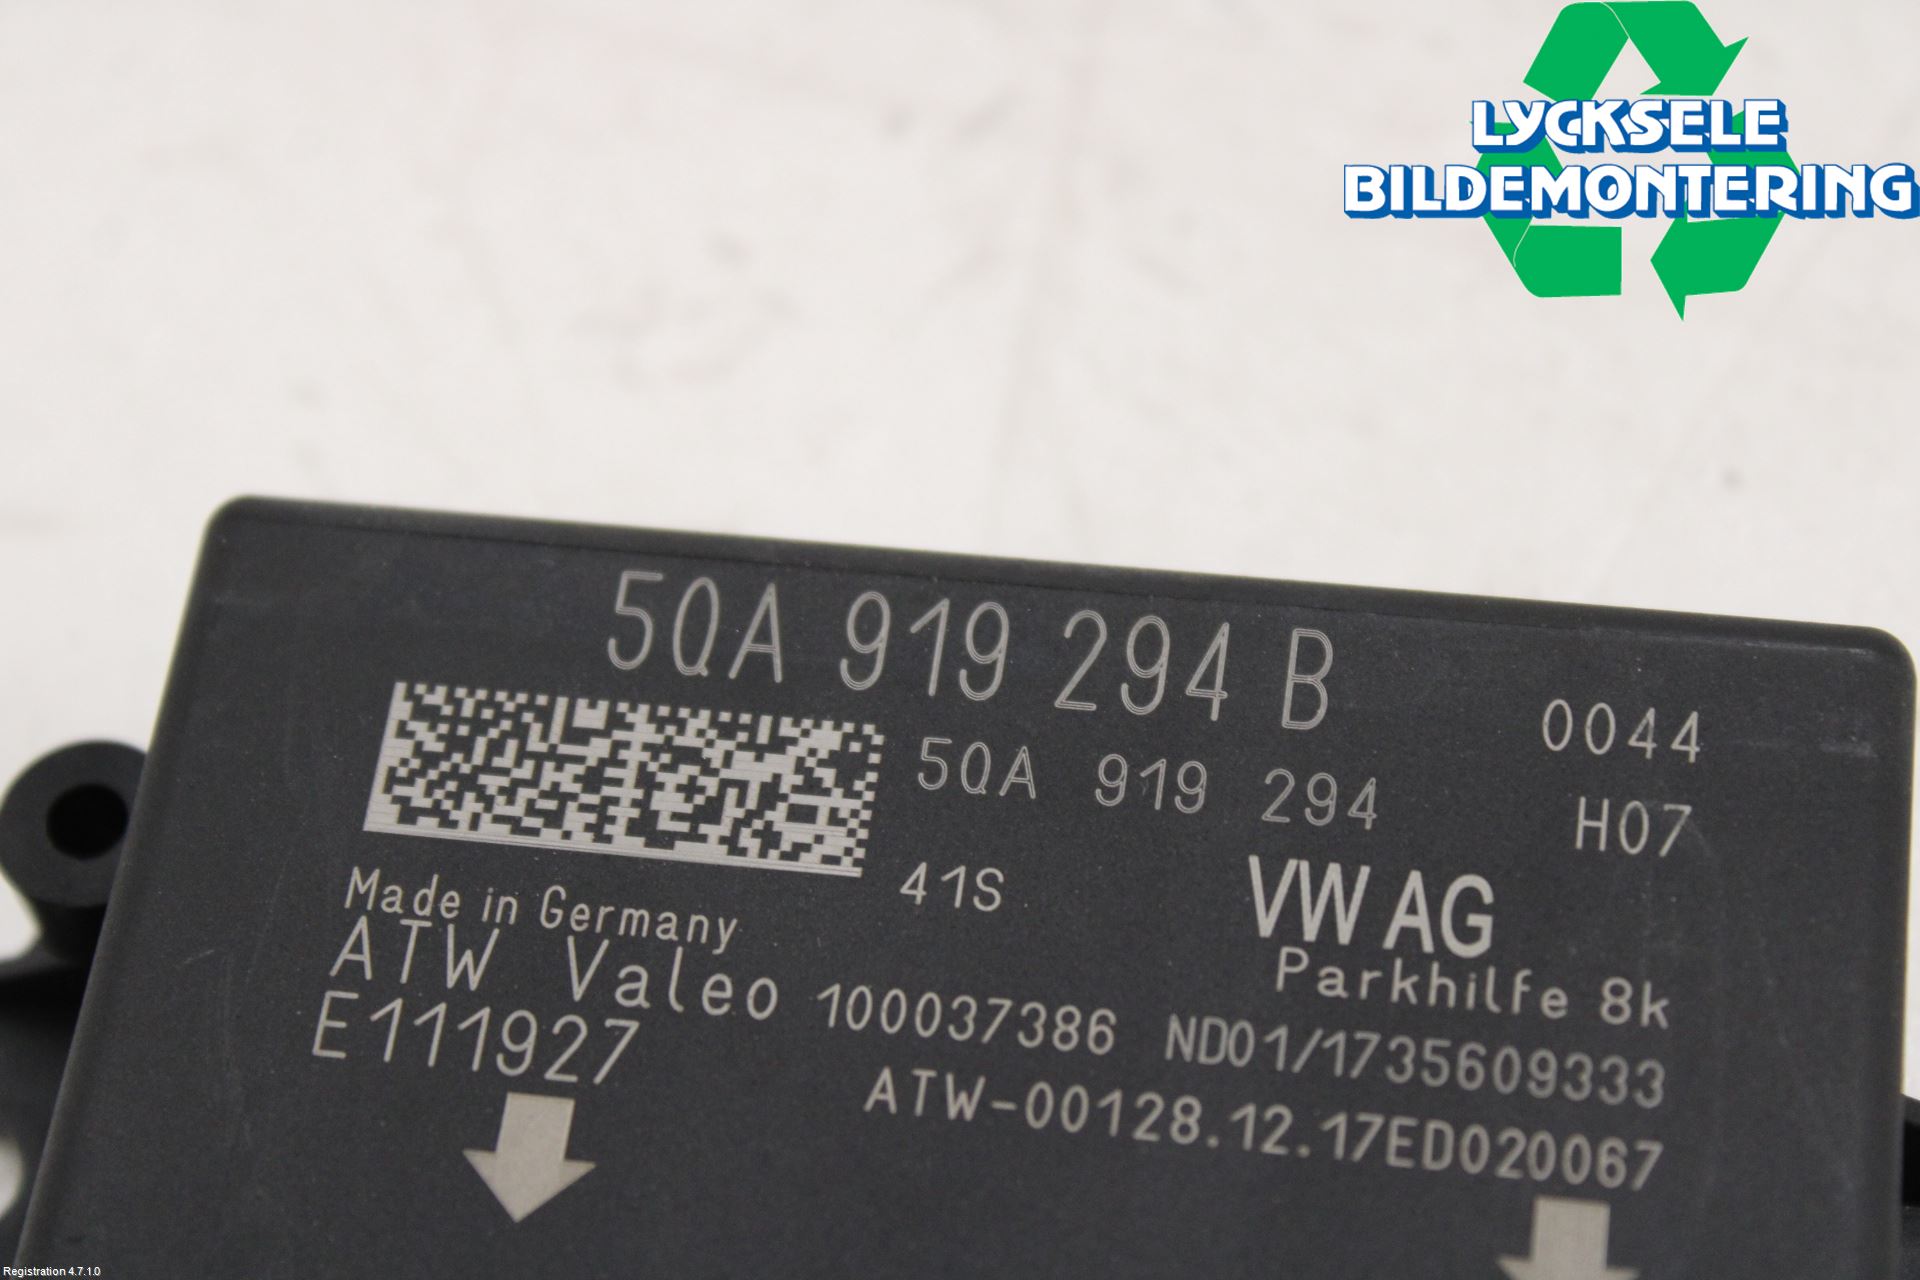 LYCKSELE
BILDEMONTERING
5QA 919 294 B
0044
5QA 919 294
H07
41S
VW AG
Made in Germany
Parkhilfe 8k
ATW Valeo 100037386 ND01/1735609333
E111927
ATW-00128.12.17ED020067
Registration 4.7.1.0